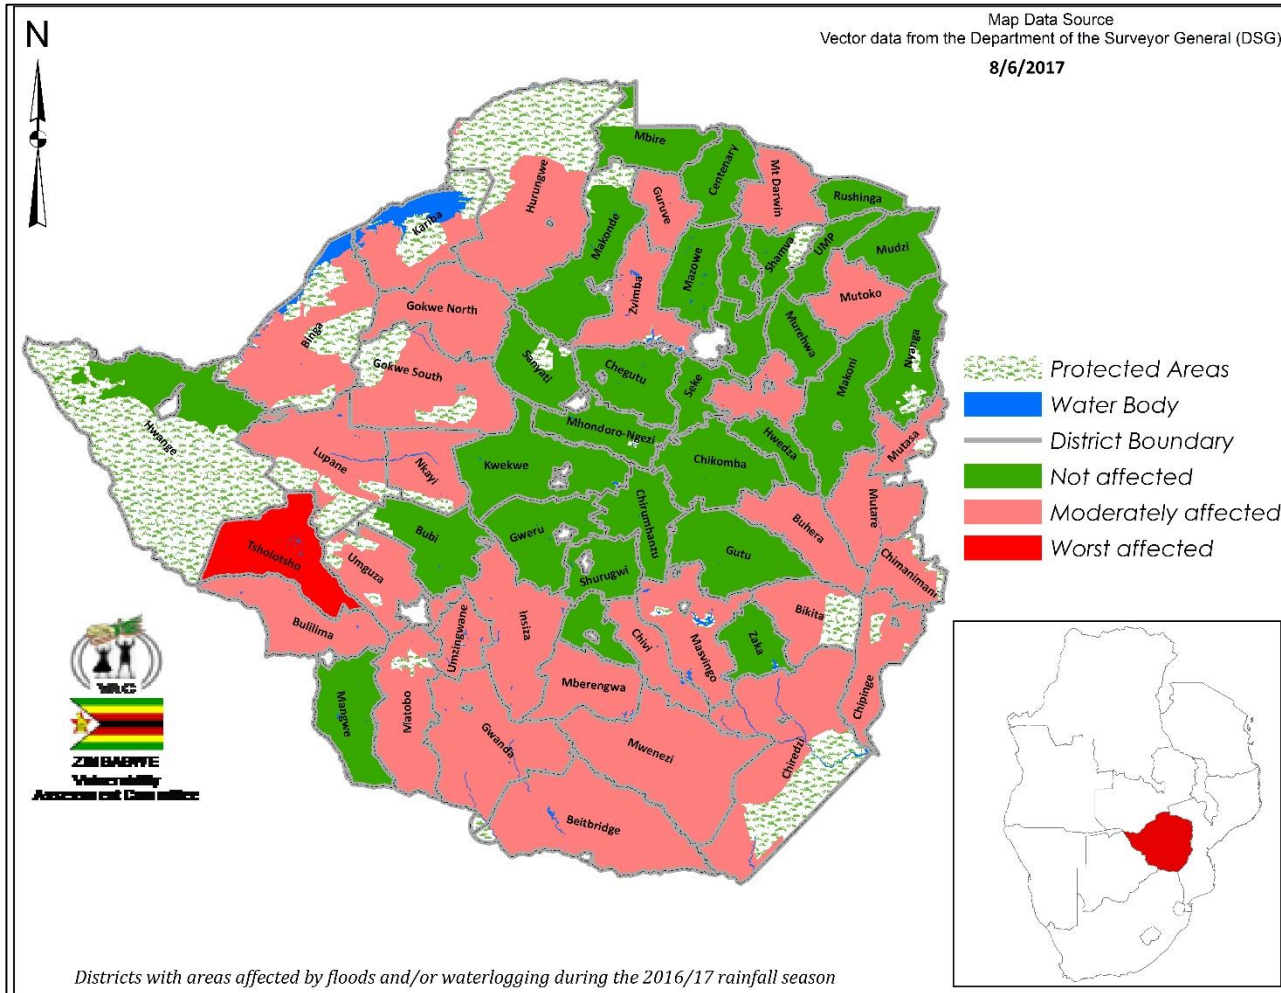 Map Data Source
Vector data from the Department of the Surveyor General (DSG)
8/6/2017
N
Mbire
Centenary
Mt Darwin
Rushinga
Hurungwe
Guruve
Kariba
Makonde
Shamva
UMP
Mudzi
Mazowe
Zvimba
Mutoko
Gokwe North
Murehwa
Nyanga
Binga
Gokwe South
Sanyati
Chegutu
Seke
Makoni
Hwange
Mhondoro-Ngezi
Hwedza
Mutasa
Lupane
Nkayi
Kwekwe
Chikomba
Chirumhanzu
Buhera
Mutare
Tsholotsho
Umguza
Bubi
Gweru
Shurugwi
Gutu
Chimanimani
Bulilima
Umzingwane
Insiza
Chivi
Masvingo
Zaka
Bikita
Mangwe
Matobo
Mberengwa
Chipinge
Gwanda
Mwenezi
Chiredzi
Beitbridge
Protected Areas
Water Body
District Boundary
Not affected
Moderately affected
Worst affected
VAC
ZIMBABWE
Vulnerability
Assessment Committee
Districts with areas affected by floods and/or waterlogging during the 2016/17 rainfall season